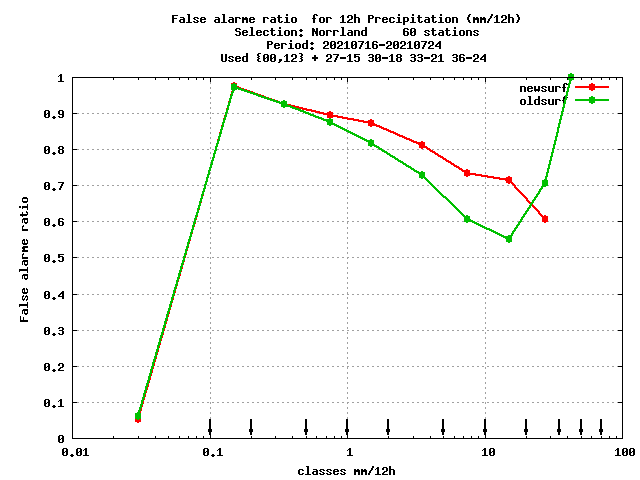 False alarme ratio  for 12h Precipitation (mm/12h)
Selection: Norrland     60 stations
Period: 20210716-20210724
Used {00,12} + 27-15 30-18 33-21 36-24
newsurf
oldsurf
1
0.9
0.8
0.7
0.6
0.5
0.4
0.3
0.2
0.1
0
False alarme ratio
0.01
0.1
1
10
100
classes mm/12h